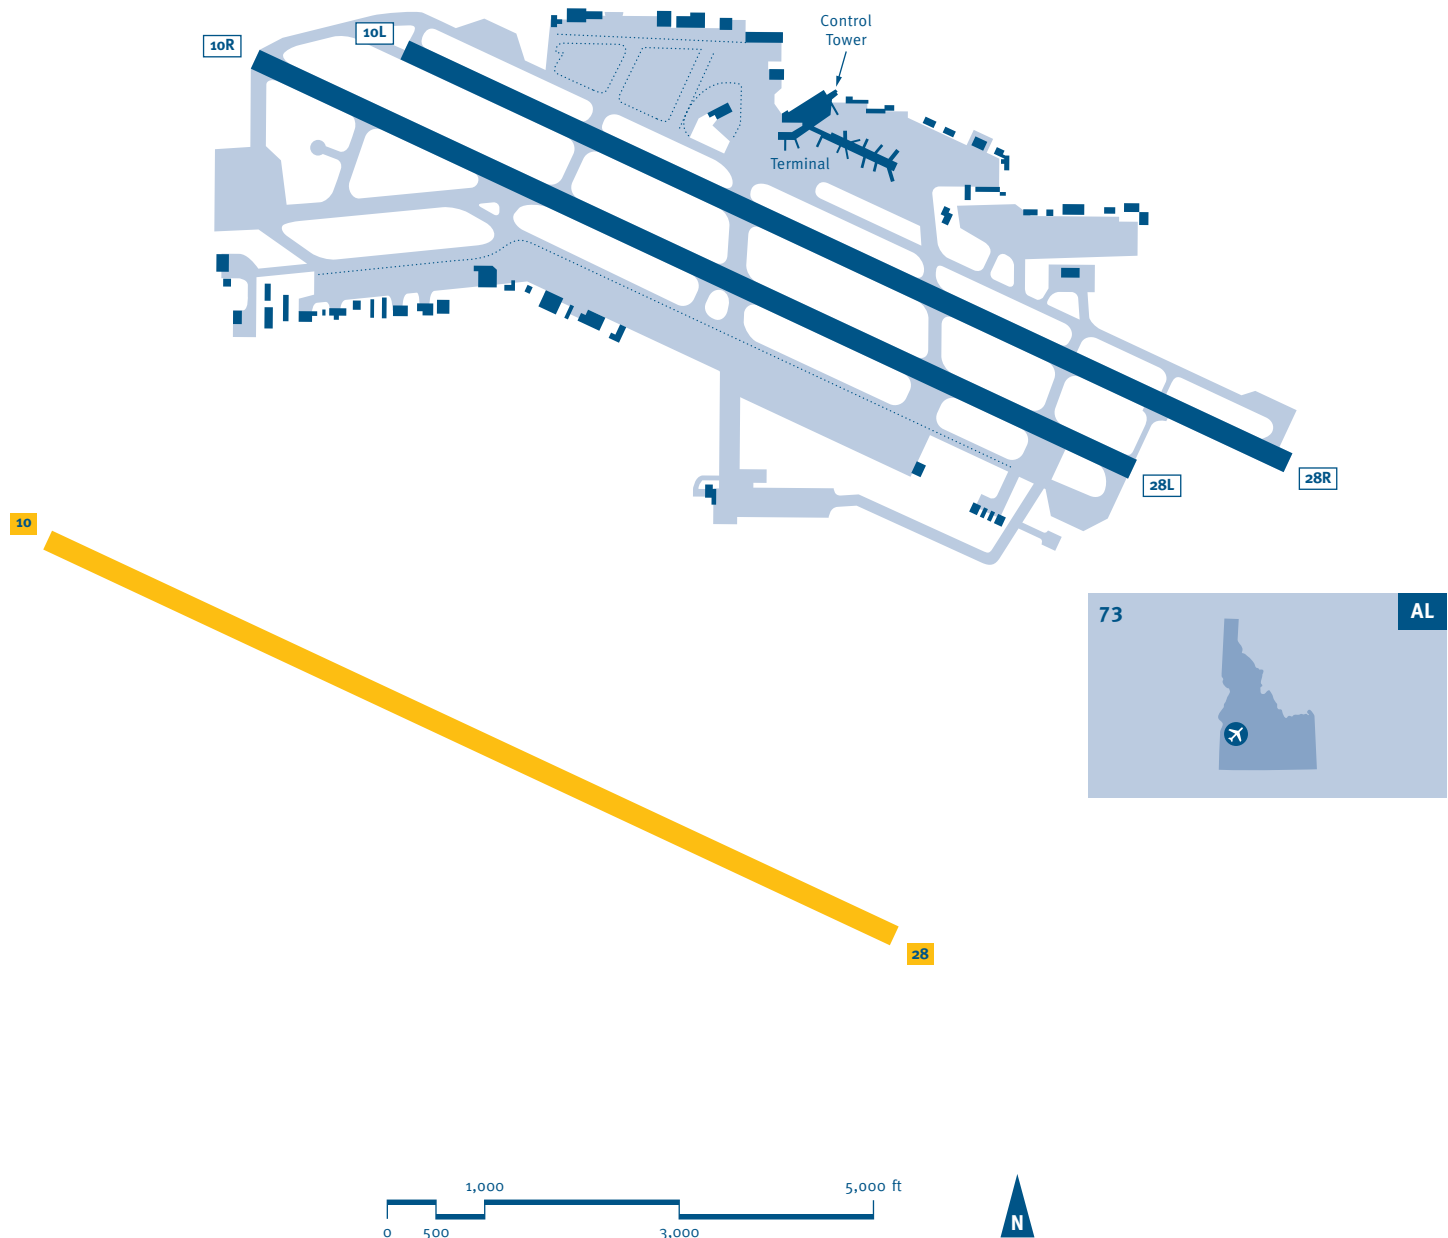 Control
Tower
10L
10R
Terminal
28R
28L
10
73
AL
28
1,000
5,000 ft
0
500
3,000
N